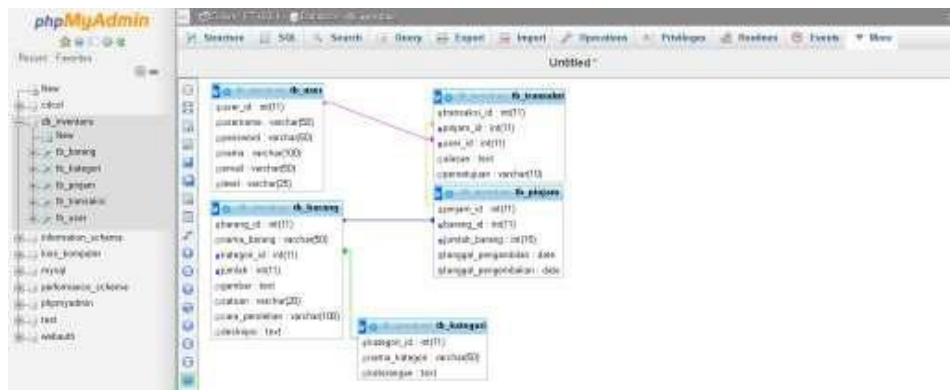 phpMyAdmin
Recent Favorites
New
cdcol
db_inventaris
New
tb_barang
tb_kategori
tb_pinjam
tb_transaksi
tb_user
information_schema
kios_komputer
mysql
performance_schema
phpmyadmin
test
webauth
Structure SQL Search Query Export Import Operations Privileges Routines Events More
Untitled *
tb_user
user_id : int(11)
username : varchar(50)
password : varchar(50)
nama : varchar(100)
email : varchar(50)
level : varchar(25)
tb_transaksi
transaksi_id : int(11)
pinjam_id : int(11)
user_id : int(11)
alasan : text
persetujuan : varchar(10)
tb_barang
barang_id : int(11)
nama_barang : varchar(50)
kategori_id : int(11)
jumlah : int(11)
gambar : text
satuan : varchar(20)
cara_perolehan : varchar(100)
deskripsi : text
tb_pinjam
pinjam_id : int(11)
barang_id : int(11)
jumlah_barang : int(10)
tanggal_pengambilan : date
tanggal_pengembalian : date
tb_kategori
kategori_id : int(11)
nama_kategori : varchar(50)
keterangan : text